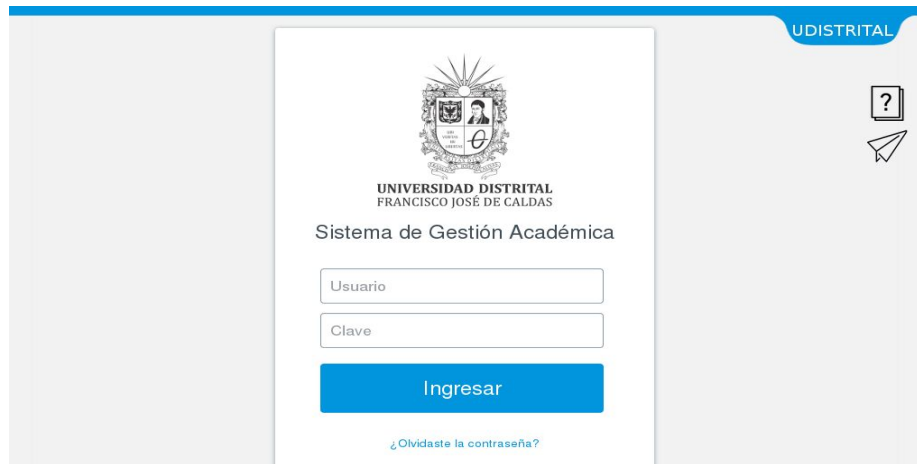 UDISTRITAL
?
UNIVERSIDAD DISTRITAL
FRANCISCO JOSÉ DE CALDAS
Sistema de Gestión Académica
Usuario
Clave
Ingresar
¿Olvidaste la contraseña?